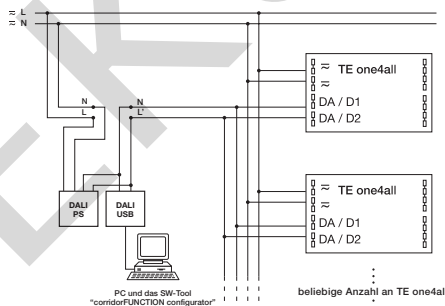 ≂ L
≂ N
≂ TE one4all
≂
DA / D1
DA / D2
N
N
L
L'
DALI
PS
DALI
USB
≂ TE one4all
≂
DA / D1
DA / D2
PC und das SW-Tool
"corridorFUNCTION configurator"
beliebige Anzahl an TE one4al